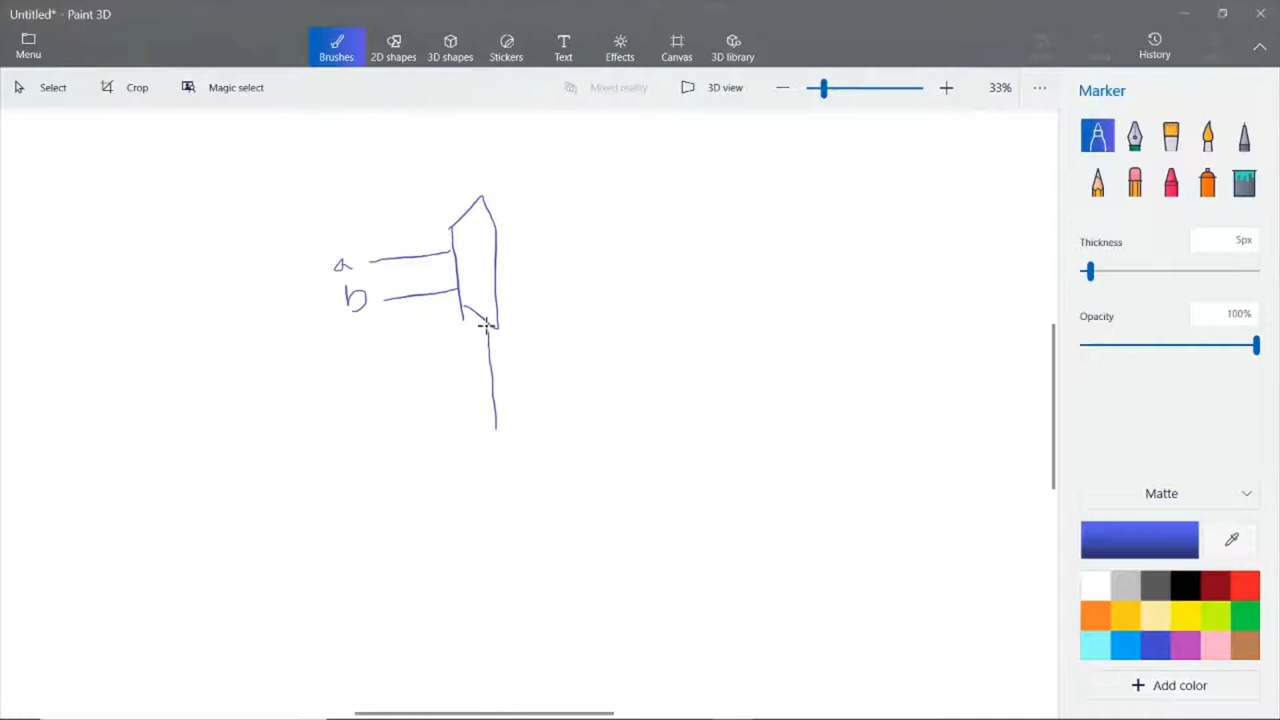 Untitled* - Paint 3D
Menu
Brushes
2D shapes
3D shapes
Stickers
Text
Effects
Canvas
3D library
History
Select
Crop
Magic select
Mixed reality
3D view
33%
Marker
Thickness
5px
Opacity
100%
a
b
Matte
Add color